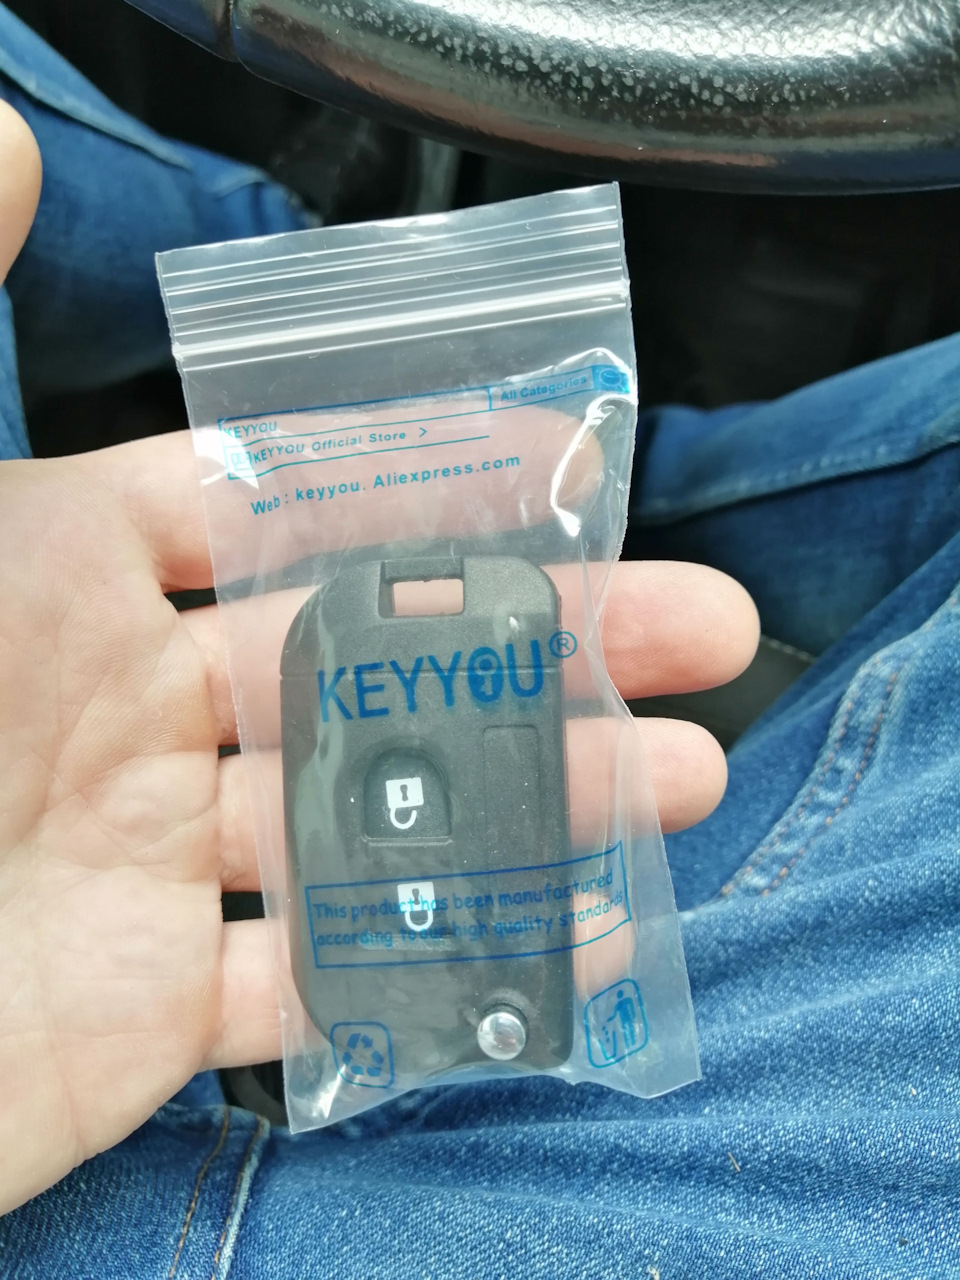 All Categories
KEYYOU
KEYYOU Official Store >
Web: keyyou. Aliexpress.com
KEYYOU®
This product has been manufactured
according to our high quality standards